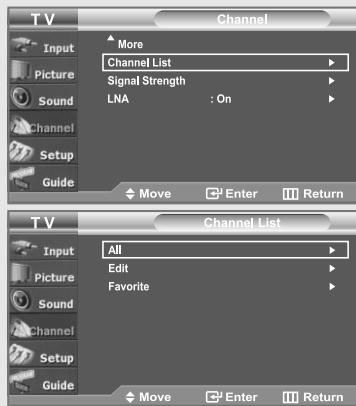 TV
Channel
Input
Picture
Sound
Channel
Setup
Guide
More
Channel List
Signal Strength
LNA : On
Move Enter Return
TV
Channel List
Input
Picture
Sound
Channel
Setup
Guide
All
Edit
Favorite
Move Enter Return